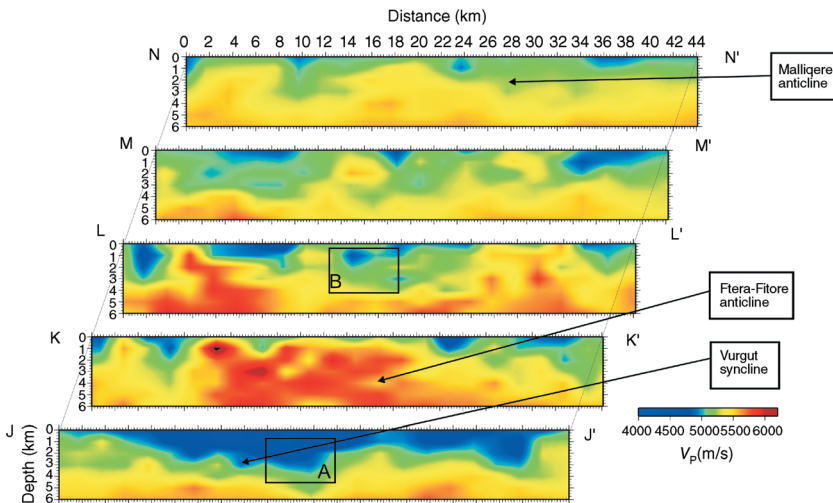 Distance (km)
0 2 4 6 8 10 12 14 16 18 20 22 24 26 28 30 32 34 36 38 40 42 44
N N'
0
1
2
3
4
5
6
Malliqere
anticline
M M'
0
1
2
3
4
5
6
L L'
0
1
2
3
4
5
6
B
Ftera-Fitore
anticline
K K'
0
1
2
3
4
5
6
Vurgut
syncline
J J'
Depth (km)
0
1
2
3
4
5
6
A
4000 4500 5000 5500 6000
VP(m/s)